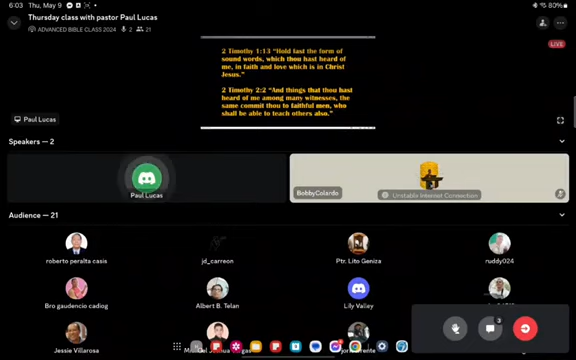 6:03 Thu, May 9
80%
Thursday class with pastor Paul Lucas
ADVANCED BIBLE CLASS 2024 2 21
LIVE
2 Timothy 1:13 “Hold fast the form of
sound words, which thou hast heard of
me, in faith and love which is in Christ
Jesus.”
2 Timothy 2:2 “And things that thou hast
heard of me among many witnesses, the
same commit thou to faithful men, who
shall be able to teach others also.”
Paul Lucas
Speakers – 2
Paul Lucas
BobbyColardo
Unstable Internet Connection
Audience – 21
roberto peralta casis
jd_carreon
Ptr. Lito Geniza
ruddy024
Bro gaudencio cadiog
Albert B. Telan
Lily Valley
3
Jessie Villarosa